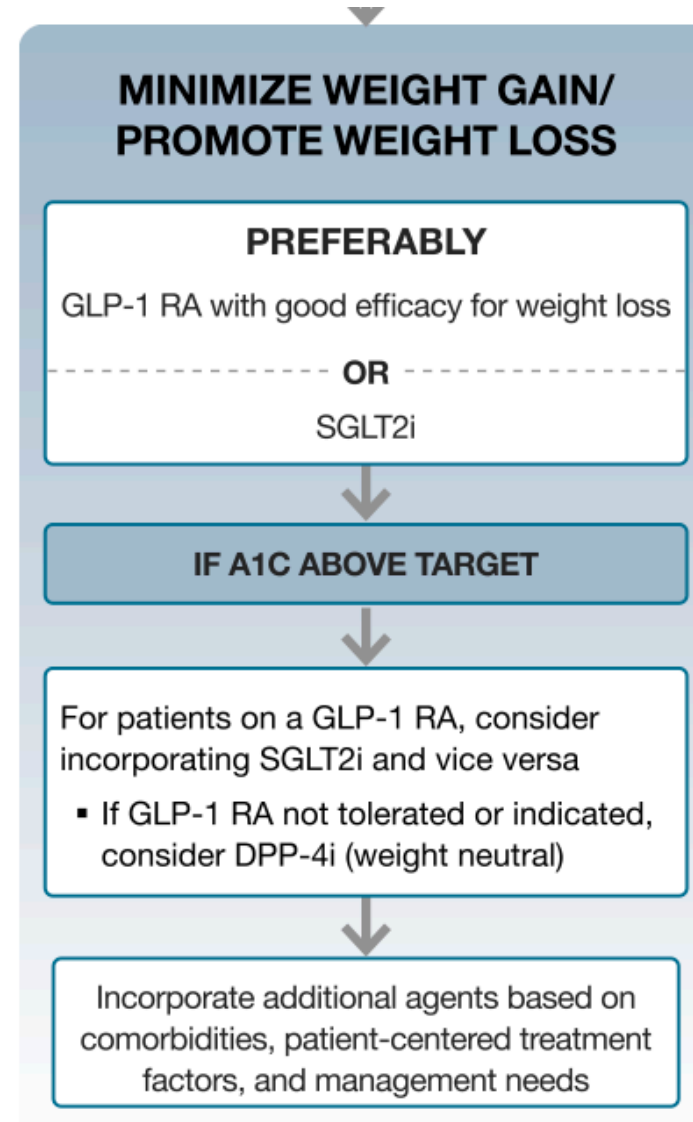 MINIMIZE WEIGHT GAIN/
PROMOTE WEIGHT LOSS
PREFERABLY
GLP-1 RA with good efficacy for weight loss
OR
SGLT2i
IF A1C ABOVE TARGET
For patients on a GLP-1 RA, consider
incorporating SGLT2i and vice versa
▪ If GLP-1 RA not tolerated or indicated,
consider DPP-4i (weight neutral)
Incorporate additional agents based on
comorbidities, patient-centered treatment
factors, and management needs